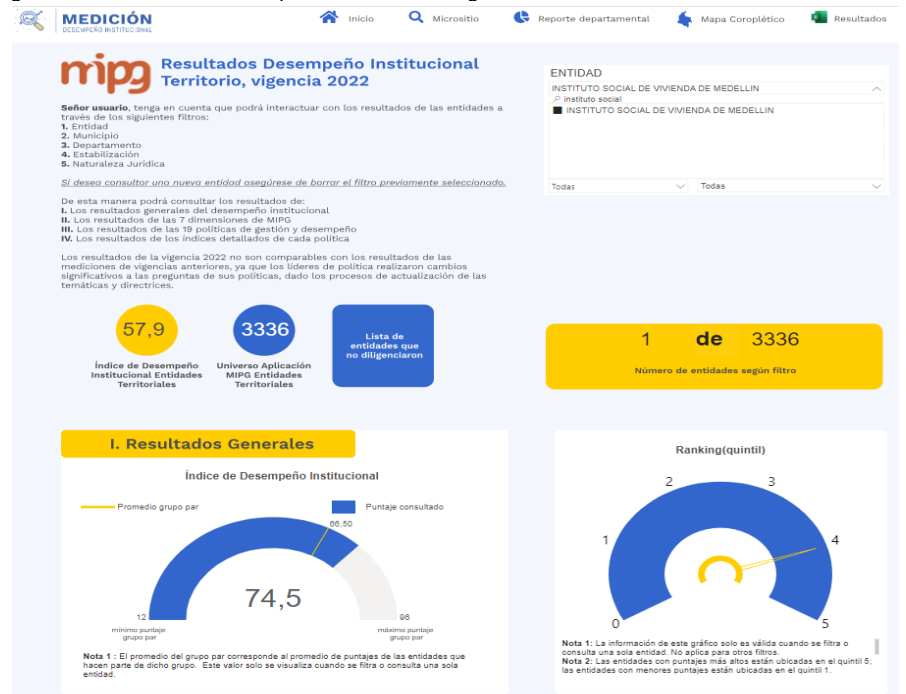 MEDICIÓN
DESEMPEÑO INSTITUCIONAL
Inicio
Micrositio
Reporte departamental
Mapa Coroplético
Resultados
mipg
Resultados Desempeño Institucional
Territorio, vigencia 2022
Señor usuario, tenga en cuenta que podrá interactuar con los resultados de las entidades a
través de los siguientes filtros:
1. Entidad
2. Municipio
3. Departamento
4. Estabilización
5. Naturaleza Jurídica
Si desea consultar una nueva entidad asegúrese de borrar el filtro previamente seleccionado.
De esta manera podrá consultar los resultados de:
I. Los resultados generales del desempeño institucional
II. Los resultados de las 7 dimensiones de MIPG
III. Los resultados de las 19 políticas de gestión y desempeño
IV. Los resultados de los índices detallados de cada política
Los resultados de la vigencia 2022 no son comparables con los resultados de las
mediciones de vigencias anteriores, ya que los líderes de política realizaron cambios
significativos a las preguntas de sus políticas, dado los procesos de actualización de las
temáticas y directrices.
ENTIDAD
INSTITUTO SOCIAL DE VIVIENDA DE MEDELLIN
instituto social
INSTITUTO SOCIAL DE VIVIENDA DE MEDELLIN
Todas
Todas
57,9
Índice de Desempeño
Institucional Entidades
Territoriales
3336
Universo Aplicación
MIPG Entidades
Territoriales
Lista de
entidades que
no diligenciaron
1 de 3336
Número de entidades según filtro
I. Resultados Generales
Índice de Desempeño Institucional
Promedio grupo par
Puntaje consultado
66,50
74,5
12
mínimo puntaje
grupo par
98
máximo puntaje
grupo par
Nota 1 : El promedio del grupo par corresponde al promedio de puntajes de las entidades que
hacen parte de dicho grupo. Este valor solo se visualiza cuando se filtra o consulta una sola
entidad.
Ranking(quintil)
2
3
1
4
0
5
Nota 1: La información de este gráfico solo es válida cuando se filtra o
consulta una sola entidad. No aplica para otros filtros.
Nota 2: Las entidades con puntajes más altos están ubicadas en el quintil 5;
las entidades con menores puntajes están ubicadas en el quintil 1.